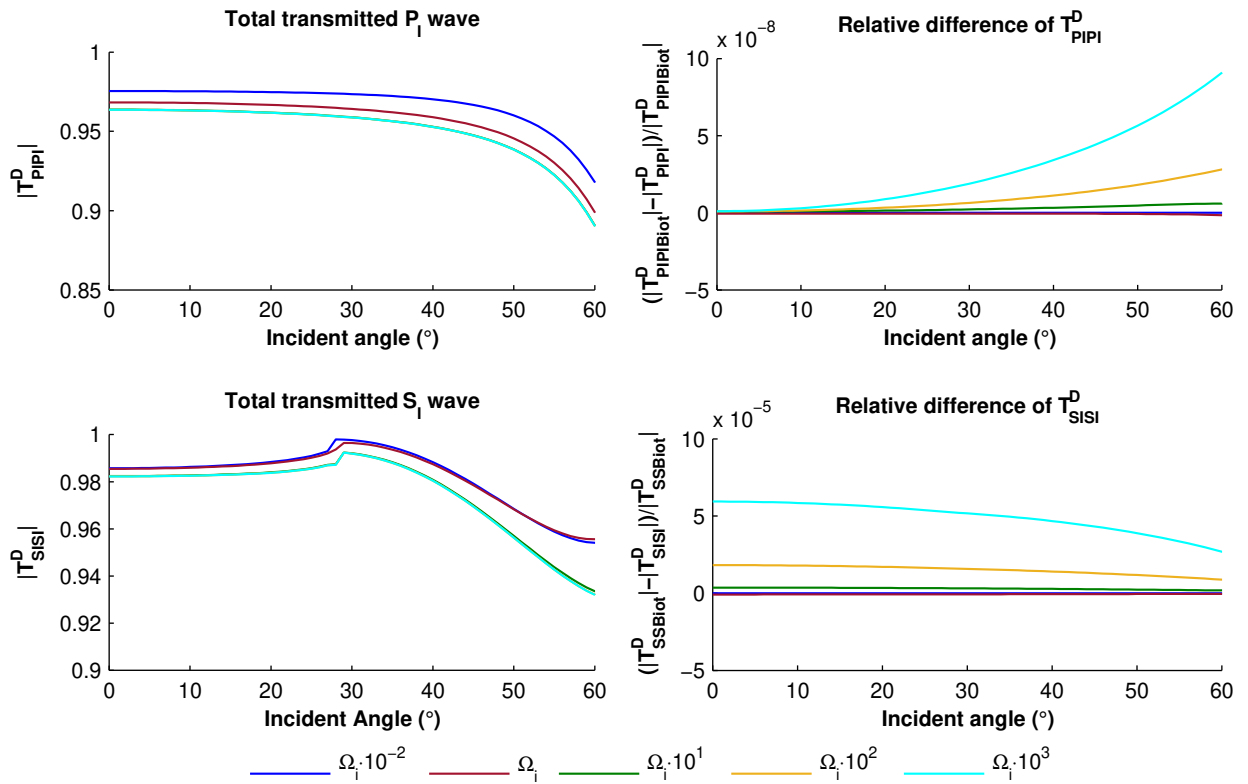 Total transmitted P_I wave
1
0.95
0.9
0.85
|T^D_PIPI|
0 10 20 30 40 50 60
Incident angle (°)
Relative difference of T^D_PIPI
x 10^-8
10
5
0
−5
(|T^D_PIPIBiot|−|T^D_PIPI|)/|T^D_PIPIBiot|
0 10 20 30 40 50 60
Incident angle (°)
Total transmitted S_I wave
1
0.98
0.96
0.94
0.92
0.9
|T^D_SISI|
0 10 20 30 40 50 60
Incident Angle (°)
Relative difference of T^D_SISI
x 10^-5
10
5
0
−5
(|T^D_SSBiot|−|T^D_SISI|)/|T^D_SSBiot|
0 10 20 30 40 50 60
Incident angle (°)
Ω_i·10^-2 Ω_i Ω_i·10^1 Ω_i·10^2 Ω_i·10^3